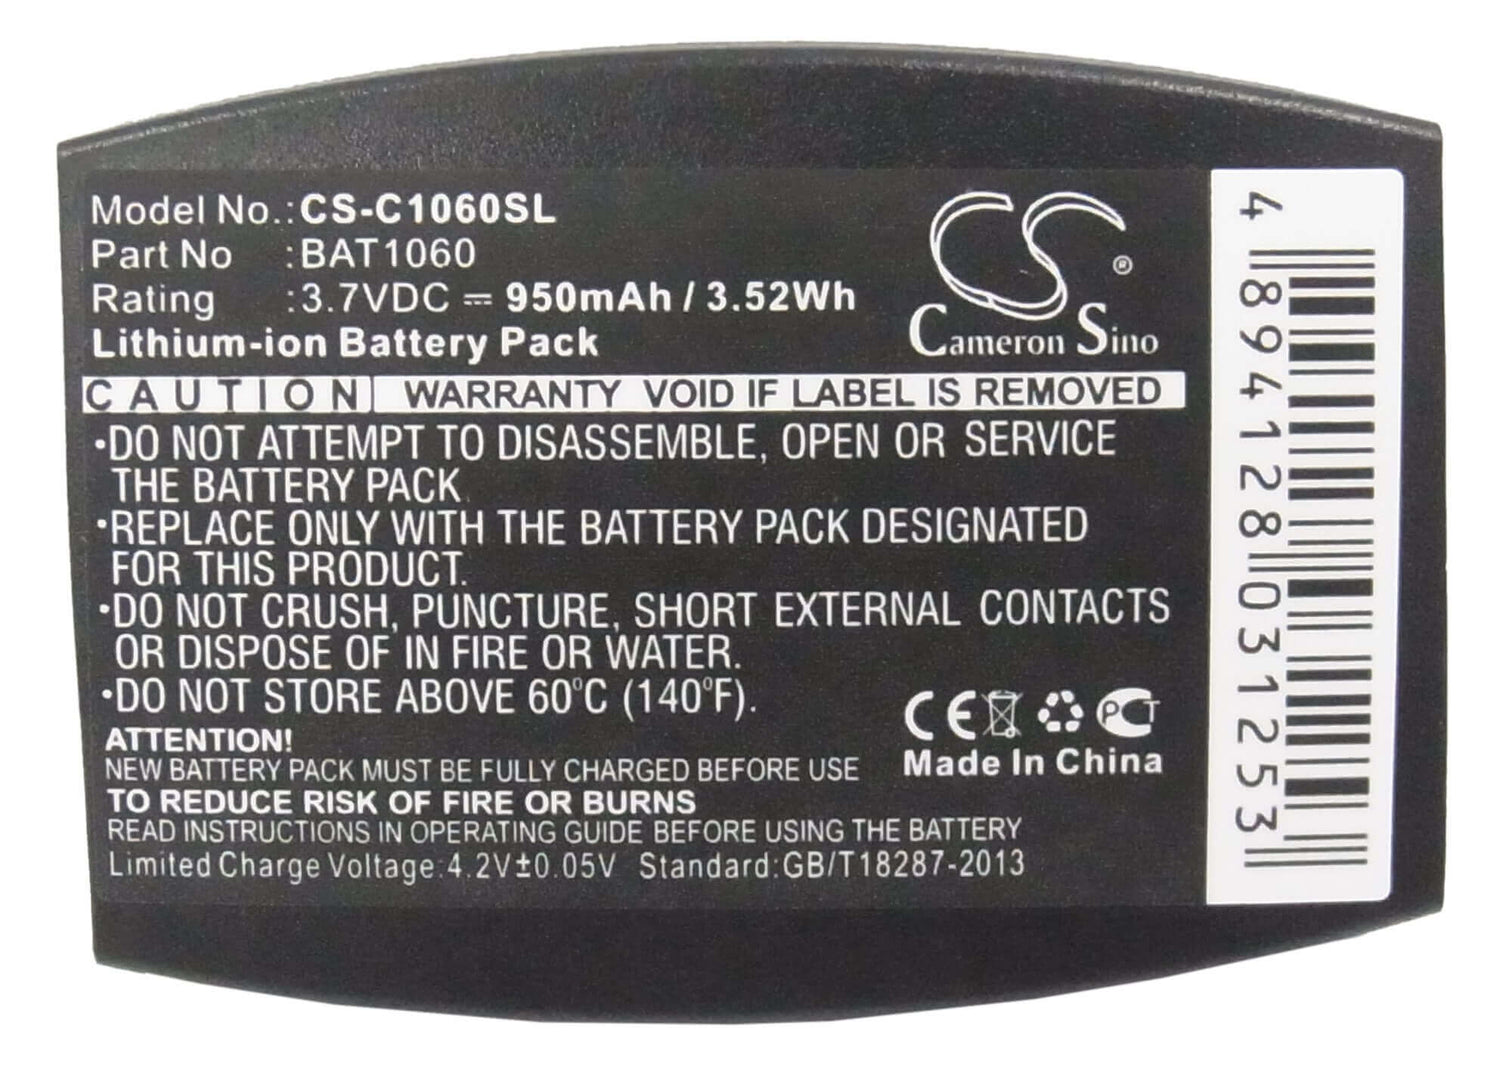 Model No.:CS-C1060SL
Part No :BAT1060
Rating :3.7VDC ⎓ 950mAh / 3.52Wh
Lithium-ion Battery Pack
CS ®
Cameron Sino
CAUTION WARRANTY VOID IF LABEL IS REMOVED
•DO NOT ATTEMPT TO DISASSEMBLE, OPEN OR SERVICE
THE BATTERY PACK
•REPLACE ONLY WITH THE BATTERY PACK DESIGNATED
FOR THIS PRODUCT.
•DO NOT CRUSH, PUNCTURE, SHORT EXTERNAL CONTACTS
OR DISPOSE OF IN FIRE OR WATER.
•DO NOT STORE ABOVE 60°C (140°F).
ATTENTION!
NEW BATTERY PACK MUST BE FULLY CHARGED BEFORE USE
TO REDUCE RISK OF FIRE OR BURNS
READ INSTRUCTIONS IN OPERATING GUIDE BEFORE USING THE BATTERY
Limited Charge Voltage:4.2V±0.05V Standard:GB/T18287-2013
CE PCT
Made In China
4 894128 031253